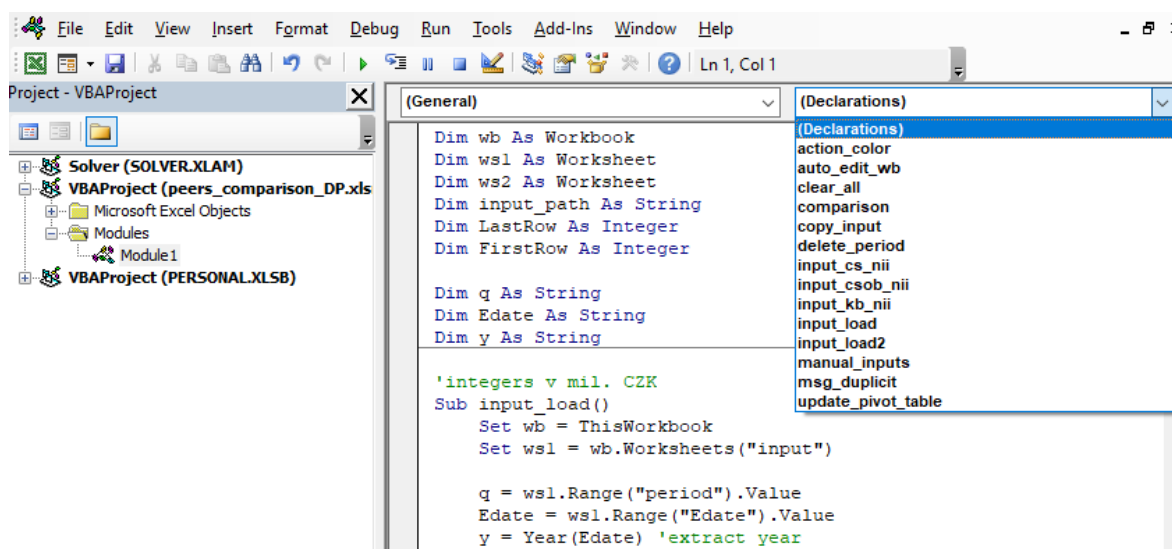 File Edit View Insert Format Debug Run Tools Add-Ins Window Help
Ln 1, Col 1
Project - VBAProject
Solver (SOLVER.XLAM)
VBAProject (peers_comparison_DP.xls
Microsoft Excel Objects
Modules
Module1
VBAProject (PERSONAL.XLSB)
(General)
(Declarations)
(Declarations)
action_color
auto_edit_wb
clear_all
comparison
copy_input
delete_period
input_cs_nii
input_csob_nii
input_kb_nii
input_load
input_load2
manual_inputs
msg_duplicit
update_pivot_table
Dim wb As Workbook
Dim ws1 As Worksheet
Dim ws2 As Worksheet
Dim input_path As String
Dim LastRow As Integer
Dim FirstRow As Integer
Dim q As String
Dim Edate As String
Dim y As String
'integers v mil. CZK
Sub input_load()
Set wb = ThisWorkbook
Set ws1 = wb.Worksheets("input")
q = ws1.Range("period").Value
Edate = ws1.Range("Edate").Value
y = Year(Edate) 'extract year